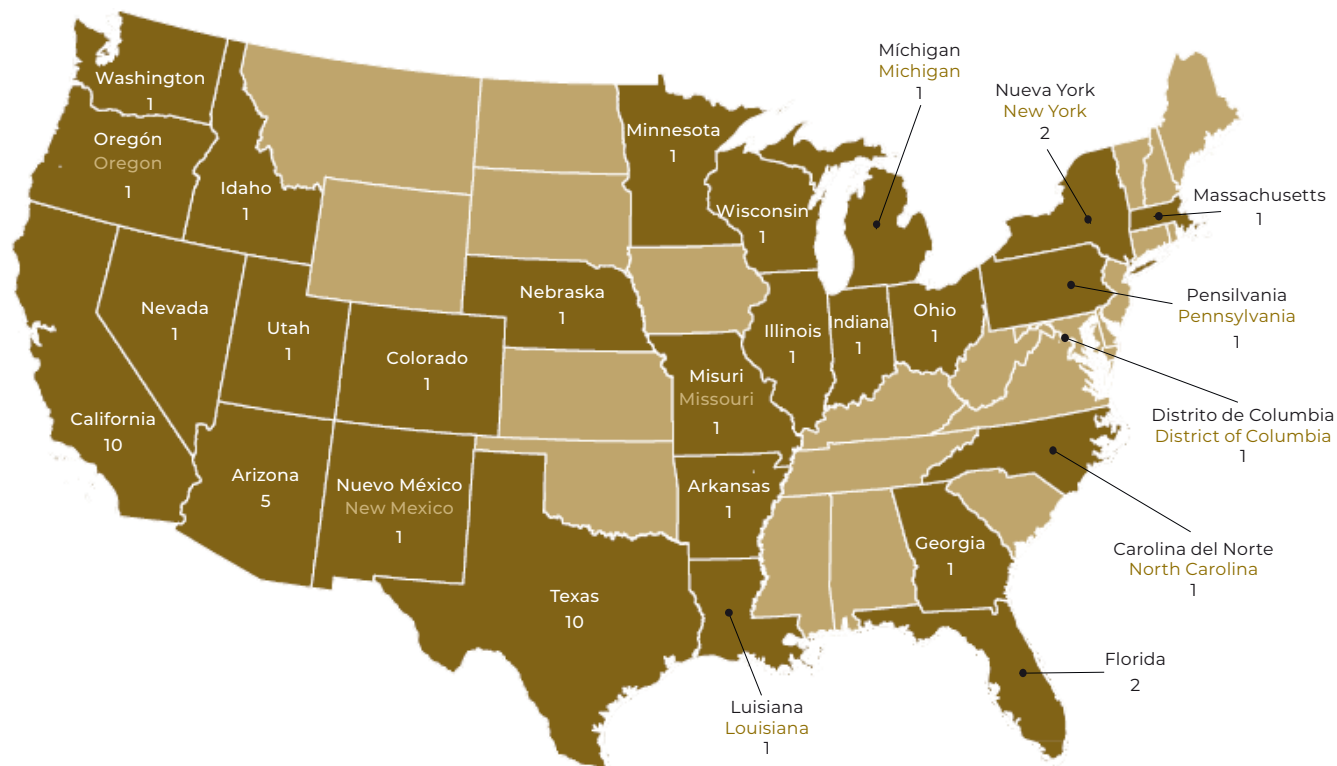 Washington
1
Oregón
Oregon
1
Idaho
1
Nevada
1
Utah
1
Colorado
1
California
10
Arizona
5
Nuevo México
New Mexico
1
Texas
10
Minnesota
1
Wisconsin
1
Nebraska
1
Illinois
1
Indiana
1
Ohio
1
Misuri
Missouri
1
Arkansas
1
Georgia
1
Míchigan
Michigan
1
Nueva York
New York
2
Massachusetts
1
Pensilvania
Pennsylvania
1
Distrito de Columbia
District of Columbia
1
Carolina del Norte
North Carolina
1
Florida
2
Luisiana
Louisiana
1